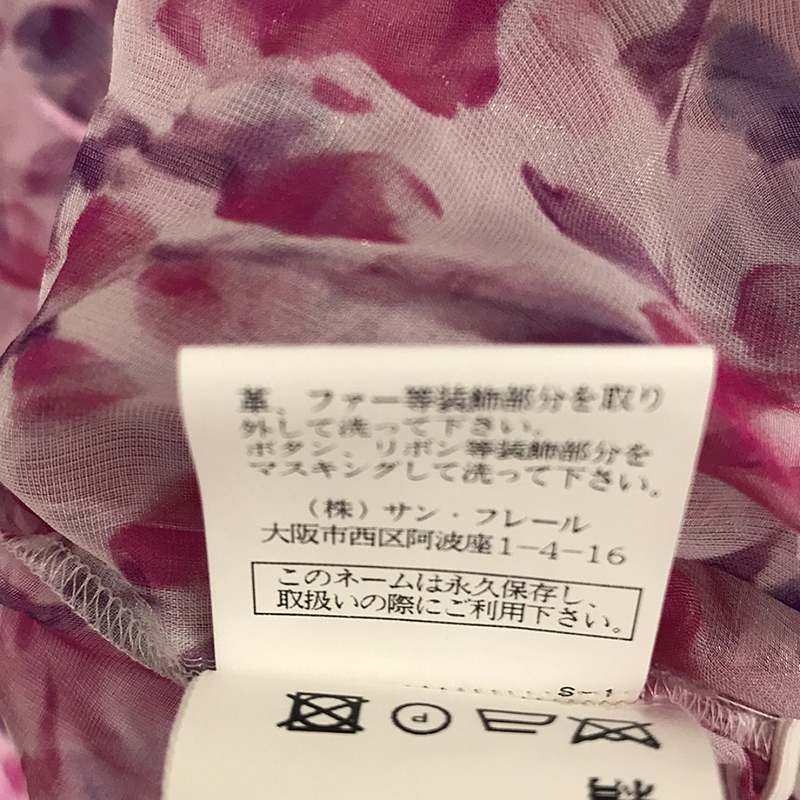 革、ファー等装飾部分を取り
外して洗って下さい。
ボタン、リボン等装飾部分を
マスキングして洗って下さい。
（株）サン・フレール
大阪市西区阿波座1-4-16
このネームは永久保存し、
取扱いの際にご利用下さい。
S-1
P